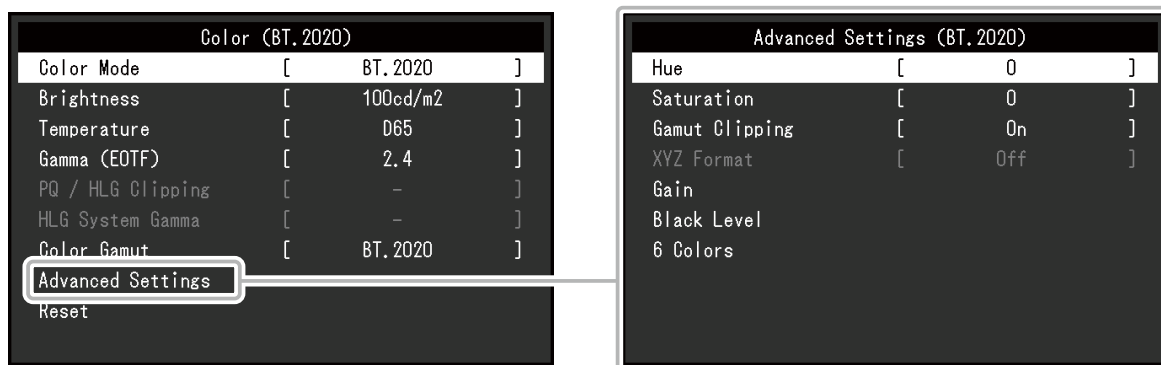 Color (BT.2020)
Color Mode [ BT.2020 ]
Brightness [ 100cd/m2 ]
Temperature [ D65 ]
Gamma (EOTF) [ 2.4 ]
PQ / HLG Clipping [ – ]
HLG System Gamma [ – ]
Color Gamut [ BT.2020 ]
Advanced Settings
Reset
Advanced Settings (BT.2020)
Hue [ 0 ]
Saturation [ 0 ]
Gamut Clipping [ On ]
XYZ Format [ Off ]
Gain
Black Level
6 Colors